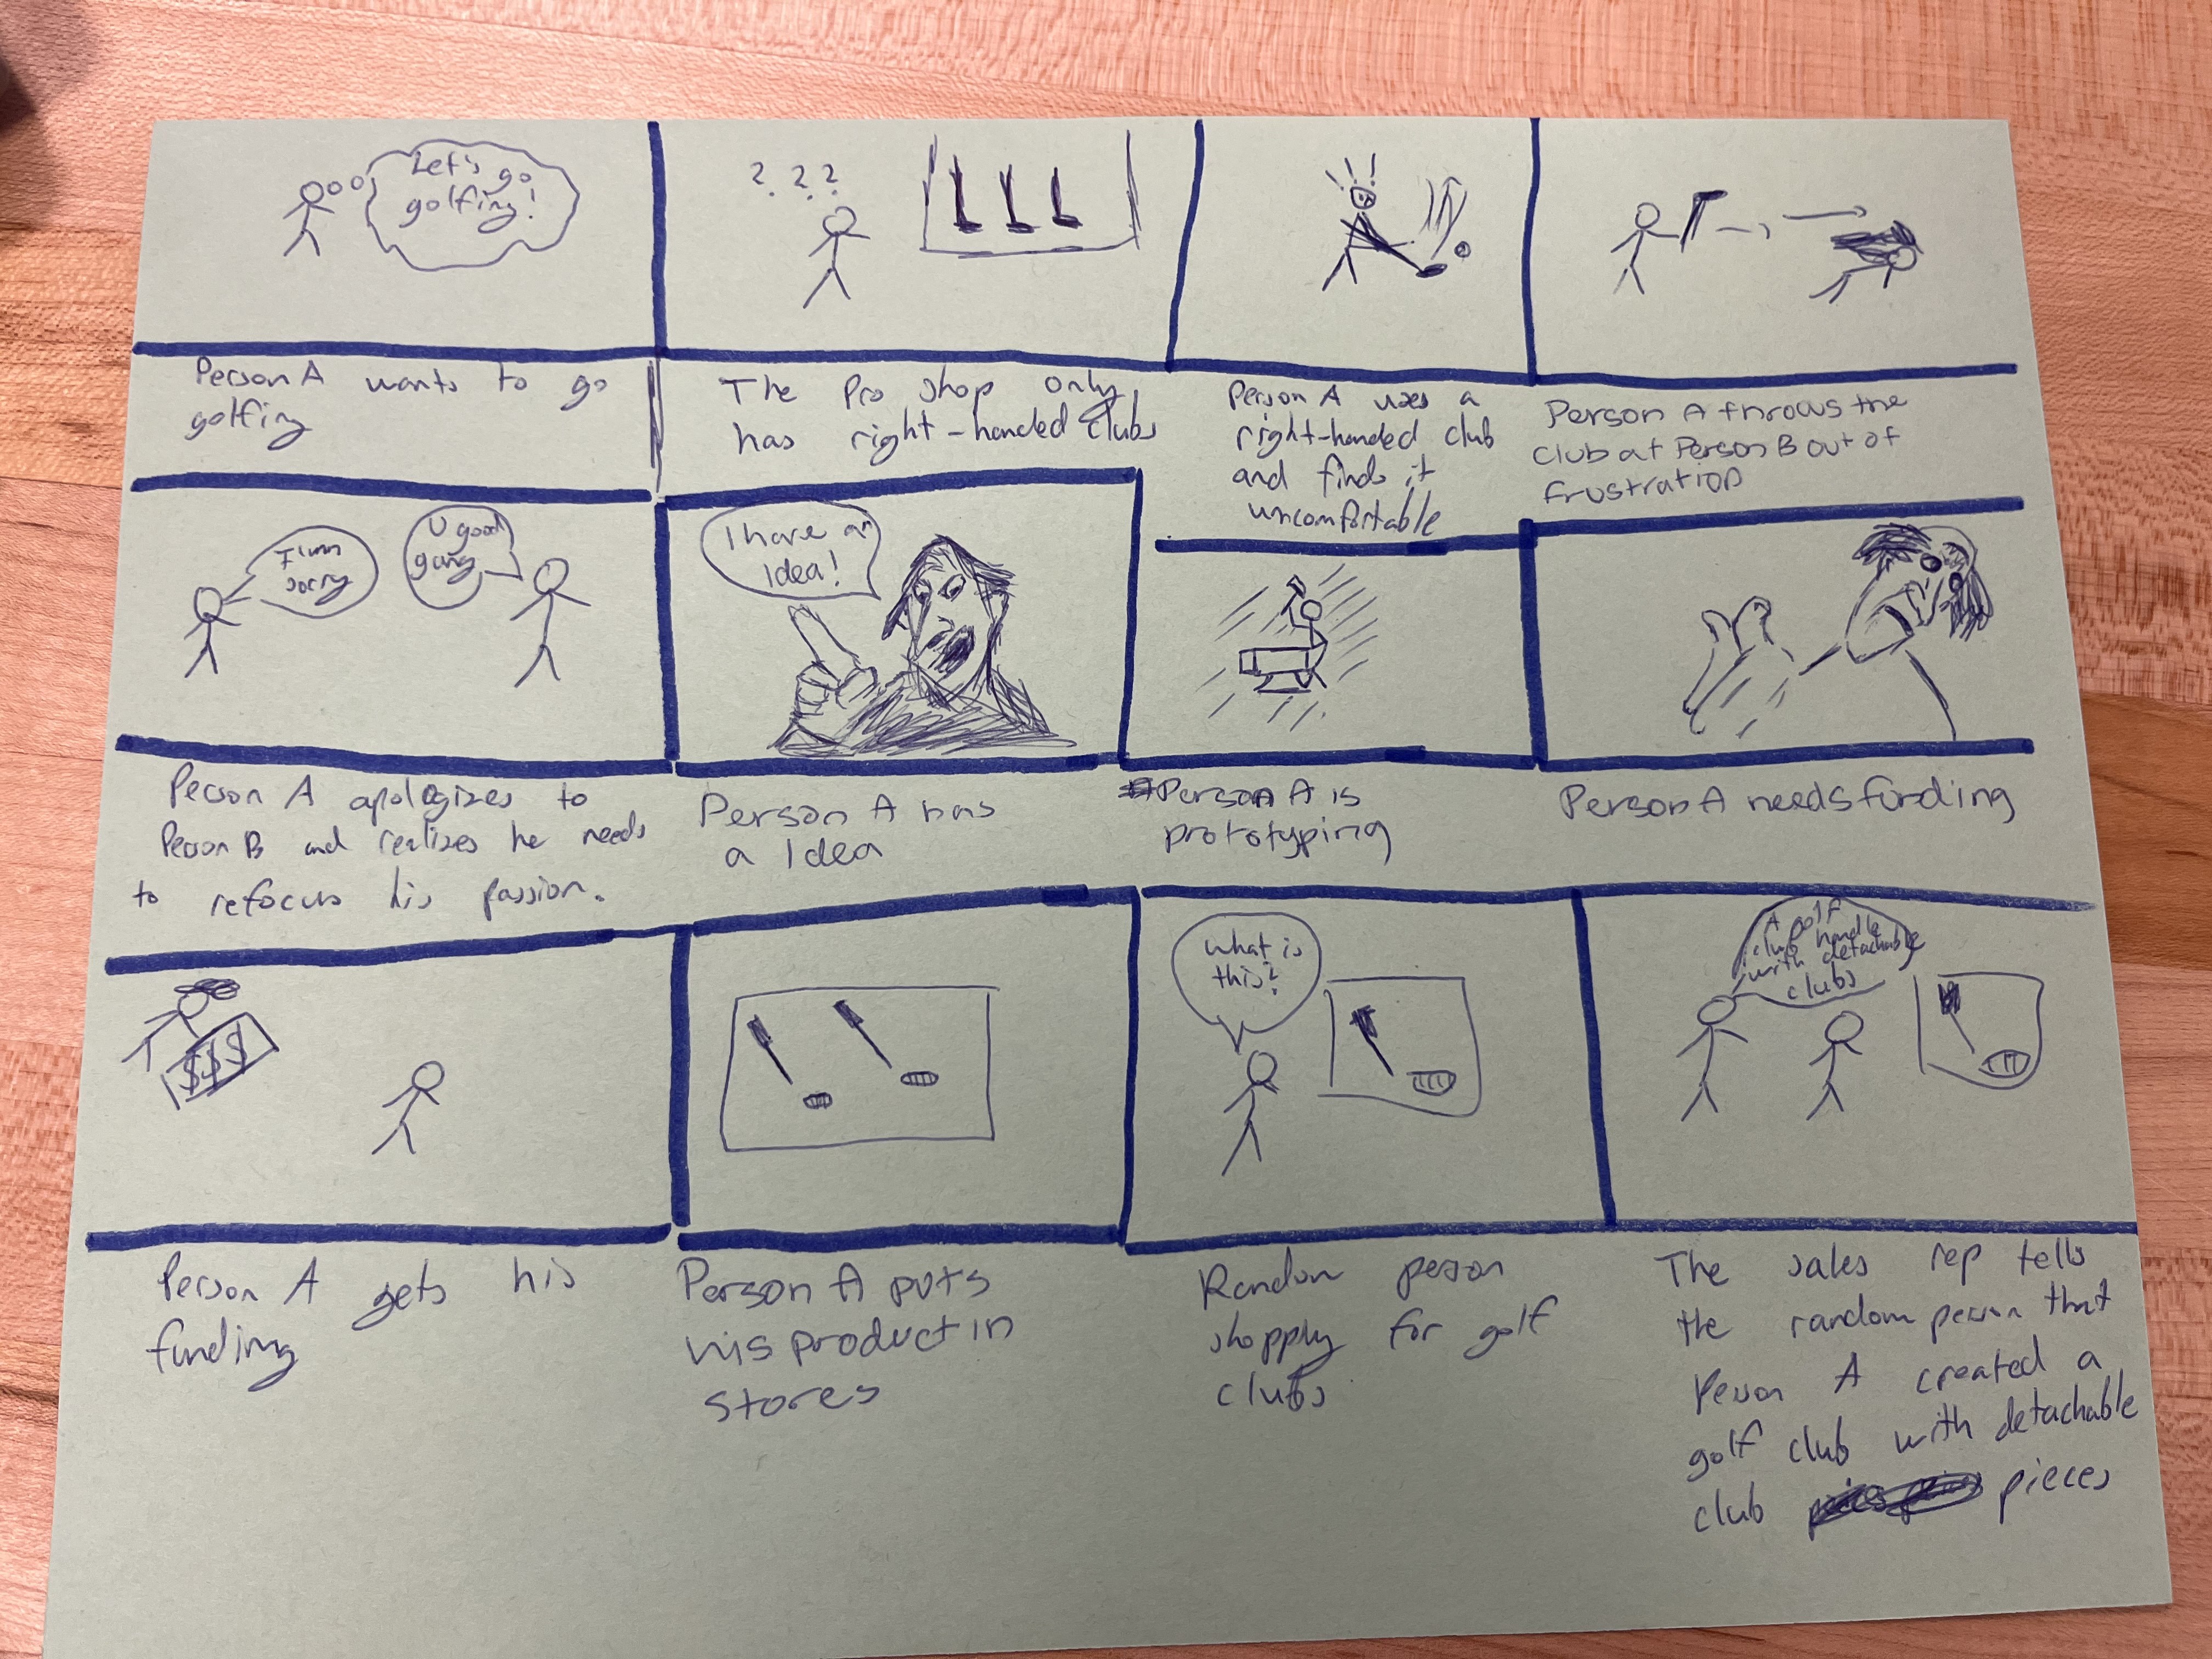 Let's go
golfing!
Person A wants to go
golfing
? ? ?
The Pro shop only
has right-handed clubs
! ! !
Person A uses a
right-handed club
and finds it
uncomfortable
Person A throws the
club at Person B out of
frustration
I'mm
sorry
U good
gang
Person A apologizes to
Person B and realizes he needs
to refocus his passion.
I have an
idea!
Person A has
a Idea
Person A is
prototyping
Person A needs funding
$$$
Person A gets his
funding
Person A puts
his product in
stores
what is
this?
Random person
shopping for golf
clubs
A golf
club handle
with detachable
clubs
The sales rep tells
the random person that
Person A created a
golf club with detachable
club pieces